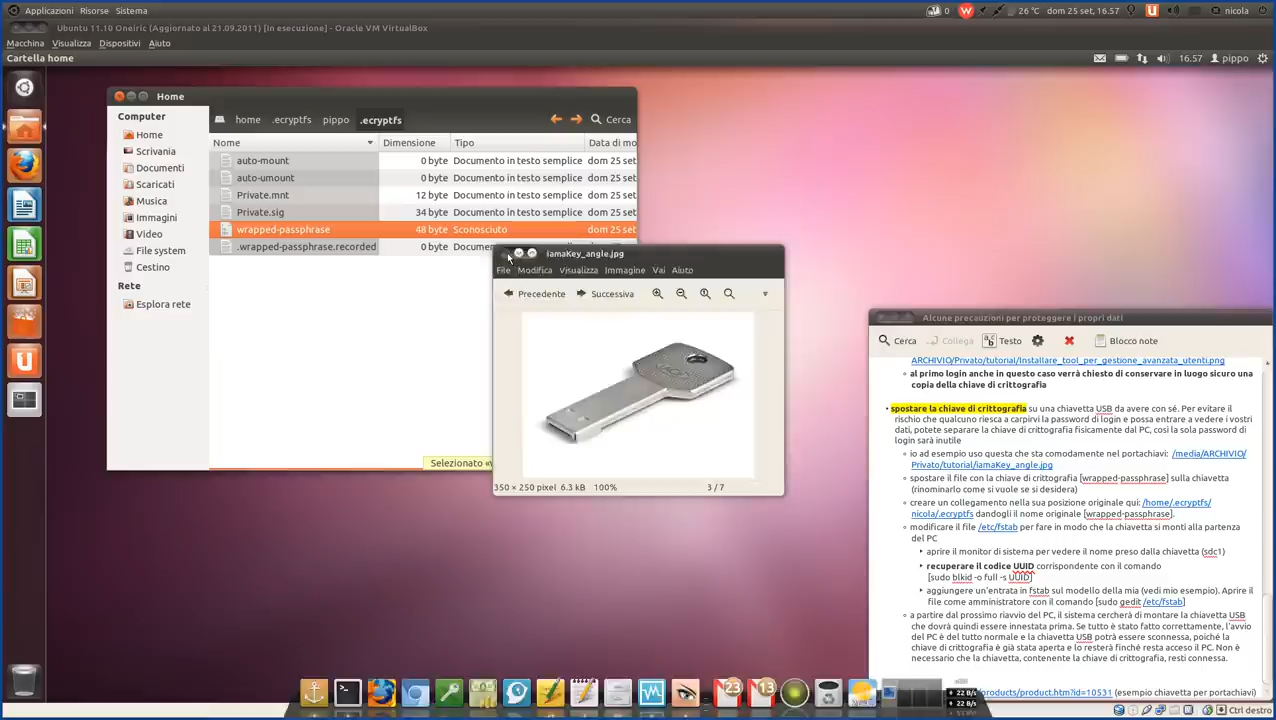 Applicazioni Risorse Sistema
0 26 °C dom 25 set, 16.57 nicola
Ubuntu 11.10 Oneiric (Aggiornato al 21.09.2011) [In esecuzione] - Oracle VM VirtualBox
Macchina Visualizza Dispositivi Aiuto
Cartella home
16.57 pippo
Home
Computer
Home
Scrivania
Documenti
Scaricati
Musica
Immagini
Video
File system
Cestino
Rete
Esplora rete
home .ecryptfs pippo .ecryptfs Cerca
Nome Dimensione Tipo Data di mo
auto-mount 0 byte Documento in testo semplice dom 25 set
auto-umount 0 byte Documento in testo semplice dom 25 set
Private.mnt 12 byte Documento in testo semplice dom 25 set
Private.sig 34 byte Documento in testo semplice dom 25 set
wrapped-passphrase 48 byte Sconosciuto dom 25 set
.wrapped-passphrase.recorded 0 byte Docume
Selezionato «
iamaKey_angle.jpg
File Modifica Visualizza Immagine Vai Aiuto
Precedente Successiva
350 × 250 pixel 6.3 kB 100% 3 / 7
Alcune precauzioni per proteggere i propri dati
Cerca Collega Testo Blocco note
ARCHIVIO/Privato/tutorial/Installare_tool_per_gestione_avanzata_utenti.png
al primo login anche in questo caso verrà chiesto di conservare in luogo sicuro una
copia della chiave di crittografia
spostare la chiave di crittografia su una chiavetta USB da avere con sé. Per evitare il
rischio che qualcuno riesca a carpirvi la password di login e possa entrare a vedere i vostri
dati, potete separare la chiave di crittografia fisicamente dal PC, così la sola password di
login sarà inutile
io ad esempio uso questa che sta comodamente nel portachiavi: /media/ARCHIVIO/
Privato/tutorial/iamaKey_angle.jpg
spostare il file con la chiave di crittografia [wrapped-passphrase] sulla chiavetta
(rinominarlo come si vuole se si desidera)
creare un collegamento nella sua posizione originale qui: /home/.ecryptfs/
nicola/.ecryptfs dandogli il nome originale [wrapped-passphrase].
modificare il file /etc/fstab per fare in modo che la chiavetta si monti alla partenza
del PC
aprire il monitor di sistema per vedere il nome preso dalla chiavetta (sdc1)
recuperare il codice UUID corrispondente con il comando
[sudo blkid -o full -s UUID]
aggiungere un'entrata in fstab sul modello della mia (vedi mio esempio). Aprire il
file come amministratore con il comando [sudo gedit /etc/fstab]
a partire dal prossimo riavvio del PC, il sistema cercherà di montare la chiavetta USB
che dovrà quindi essere innestata prima. Se tutto è stato fatto correttamente, l'avvio
del PC è del tutto normale e la chiavetta USB potrà essere sconnessa, poiché la
chiave di crittografia è già stata aperta e lo resterà finché resta acceso il PC. Non è
necessario che la chiavetta, contenente la chiave di crittografia, resti connessa.
products/product.htm?id=10531 (esempio chiavetta per portachiavi)
23 13
22 B/s
22 B/s
Ctrl destro